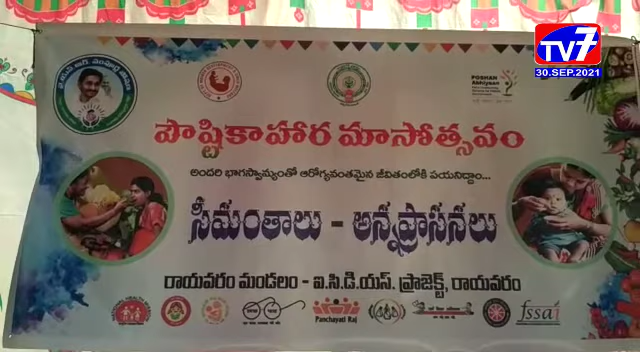 TV7
30.SEP.2021
POSHAN
Abhiyaan
పౌష్టికాహార మాసోత్సవం
అందరి భాగస్వామ్యంతో ఆరోగ్యవంతమైన జీవితంలోకి పయనిద్దాం...
సీమంతాలు - అన్నప్రాసనలు
రాయవరం మండలం - ఐ.సి.డి.యస్. ప్రాజెక్ట్, రాయవరం
Panchayati Raj
fssai